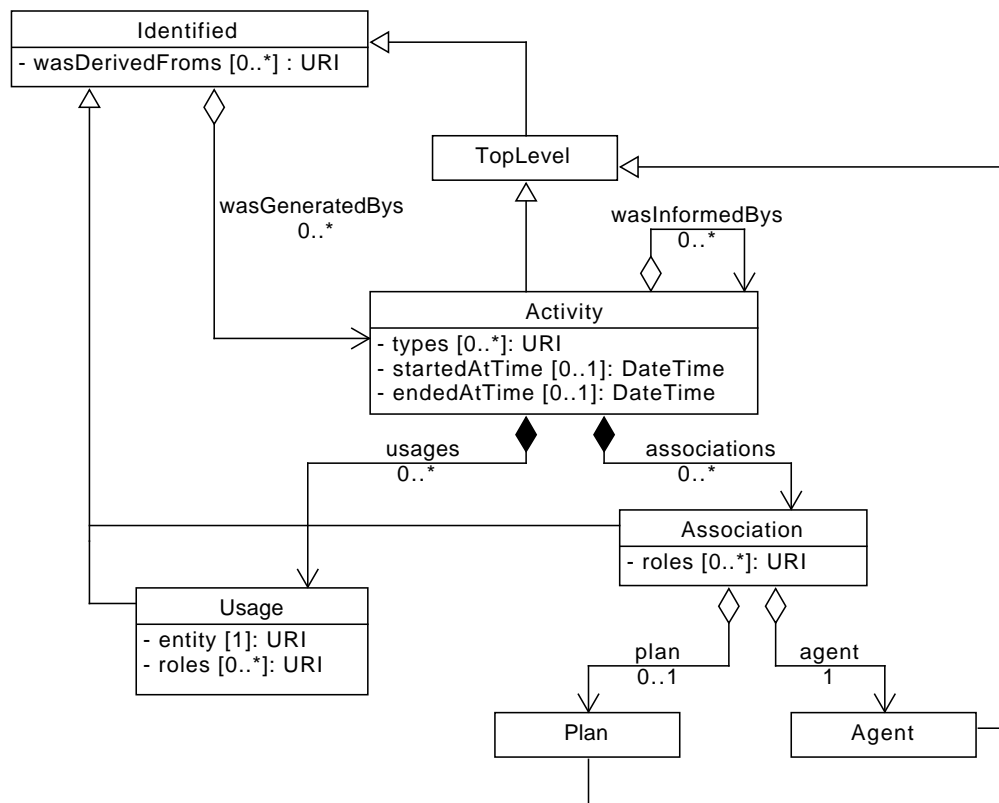 Identified
- wasDerivedFroms [0..*] : URI
TopLevel
wasGeneratedBys
0..*
wasInformedBys
0..*
Activity
- types [0..*]: URI
- startedAtTime [0..1]: DateTime
- endedAtTime [0..1]: DateTime
usages
0..*
associations
0..*
Association
- roles [0..*]: URI
Usage
- entity [1]: URI
- roles [0..*]: URI
plan
0..1
agent
1
Plan
Agent